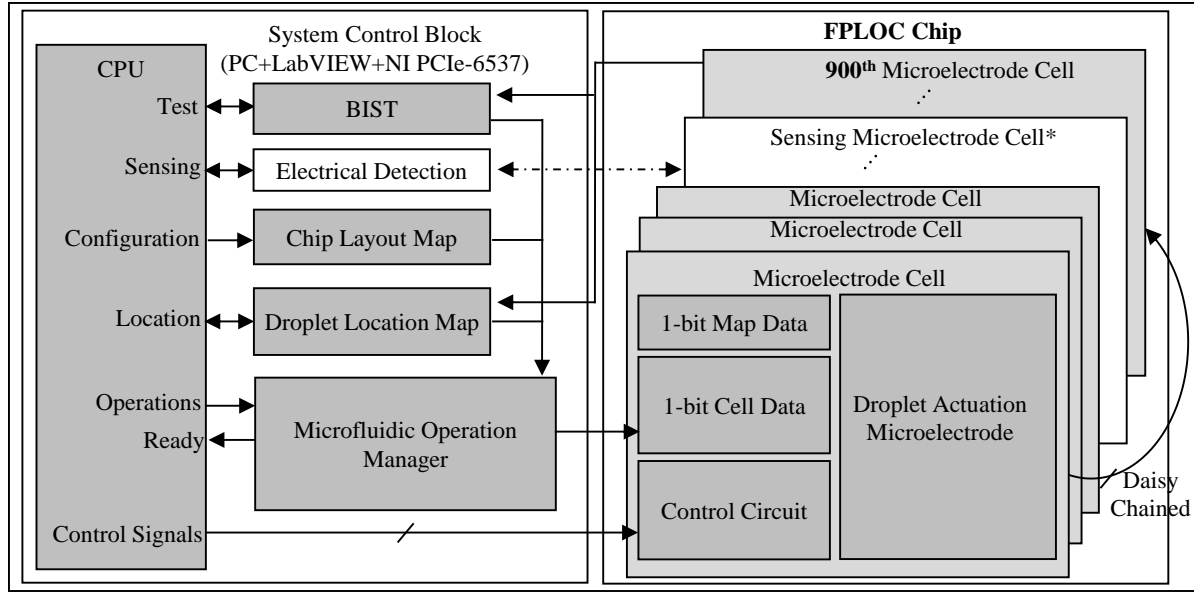 System Control Block
(PC+LabVIEW+NI PCIe-6537)
CPU
Test
BIST
Sensing
Electrical Detection
Configuration
Chip Layout Map
Location
Droplet Location Map
Operations
Ready
Microfluidic Operation
Manager
Control Signals
FPLOC Chip
900th Microelectrode Cell
Sensing Microelectrode Cell*
Microelectrode Cell
Microelectrode Cell
Microelectrode Cell
1-bit Map Data
1-bit Cell Data
Control Circuit
Droplet Actuation
Microelectrode
Daisy
Chained